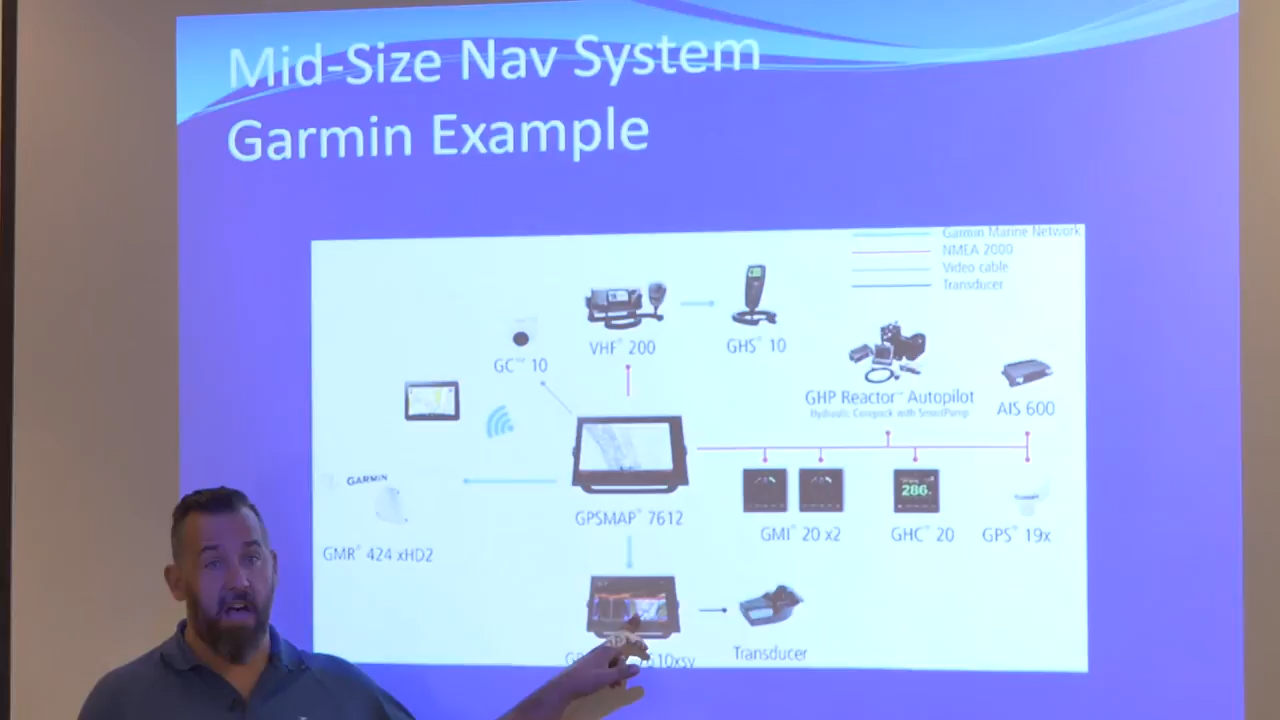 Mid-Size Nav System
Garmin Example
Garmin Marine Network
NMEA 2000
Video cable
Transducer
VHF® 200
GHS® 10
GC™ 10
GHP Reactor™ Autopilot
Hydraulic Corepack with SmartPump
AIS 600
GARMIN
GPSMAP® 7612
286
GMI® 20 x2
GHC® 20
GPS® 19x
GMR® 424 xHD2
7610xsv
Transducer